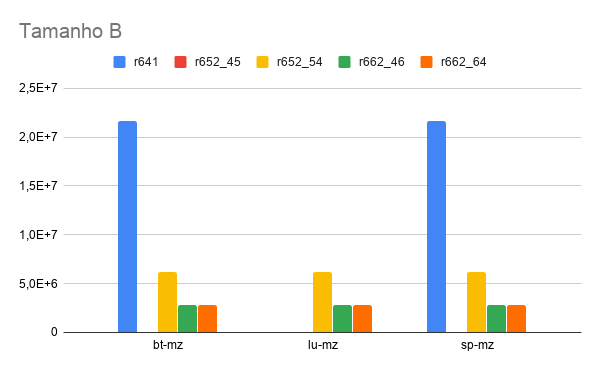 Tamanho B
r641 r652_45 r652_54 r662_46 r662_64
2,5E+7
2,0E+7
1,5E+7
1,0E+7
5,0E+6
0
bt-mz lu-mz sp-mz